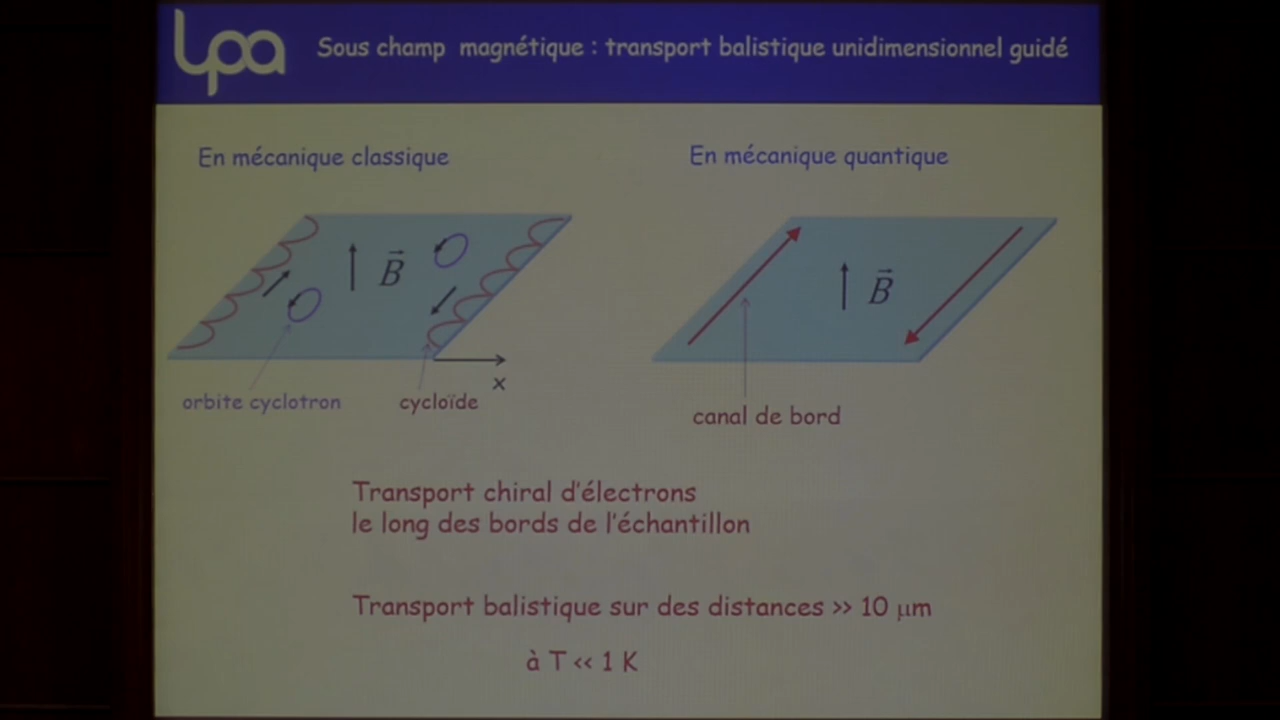 lpa
Sous champ magnétique : transport balistique unidimensionnel guidé
En mécanique classique
En mécanique quantique
B
B
x
orbite cyclotron
cycloïde
canal de bord
Transport chiral d'électrons
le long des bords de l'échantillon
Transport balistique sur des distances >> 10 µm
à T << 1 K